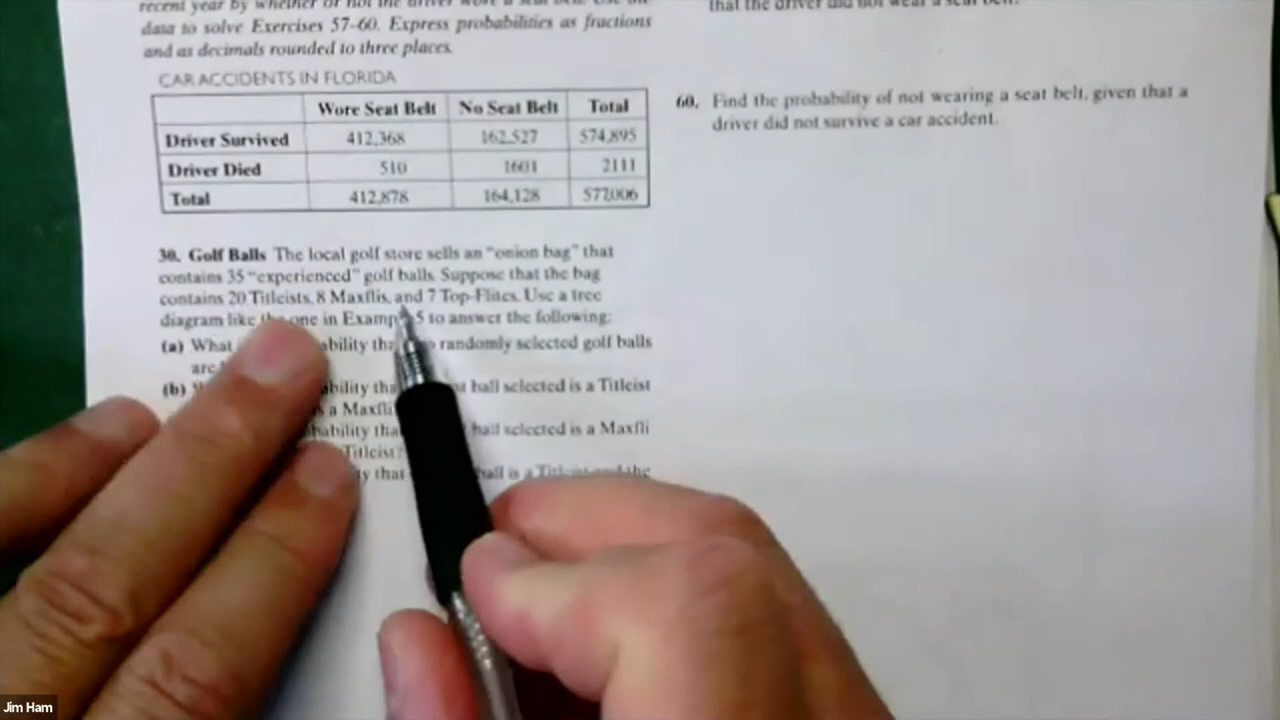 recent year by whether or not the driver wore a seat belt. Use the
data to solve Exercises 57–60. Express probabilities as fractions
and as decimals rounded to three places.
CAR ACCIDENTS IN FLORIDA
Wore Seat Belt No Seat Belt Total
Driver Survived 412,368 162,527 574,895
Driver Died 510 1601 2111
Total 412,878 164,128 577,006
30. Golf Balls The local golf store sells an "onion bag" that
contains 35 "experienced" golf balls. Suppose that the bag
contains 20 Titleists, 8 Maxflis, and 7 Top-Flites. Use a tree
diagram like the one in Example 5 to answer the following:
(a) What ability tha randomly selected golf balls
are
(b) ability tha ball selected is a Titleist
a Maxfli
bability tha ball selected is a Maxfli
Titleist?
ty that ball is a Titleist and the
that the driver did not wear a seat belt.
60. Find the probability of not wearing a seat belt, given that a
driver did not survive a car accident.
Jim Ham